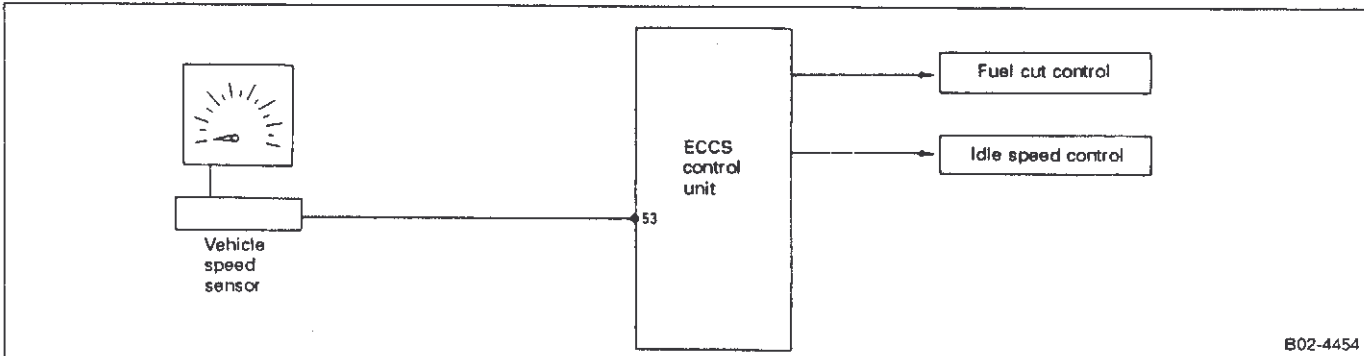 Fuel cut control
ECCS
control
unit
Idle speed control
53
Vehicle
speed
sensor
B02-4454